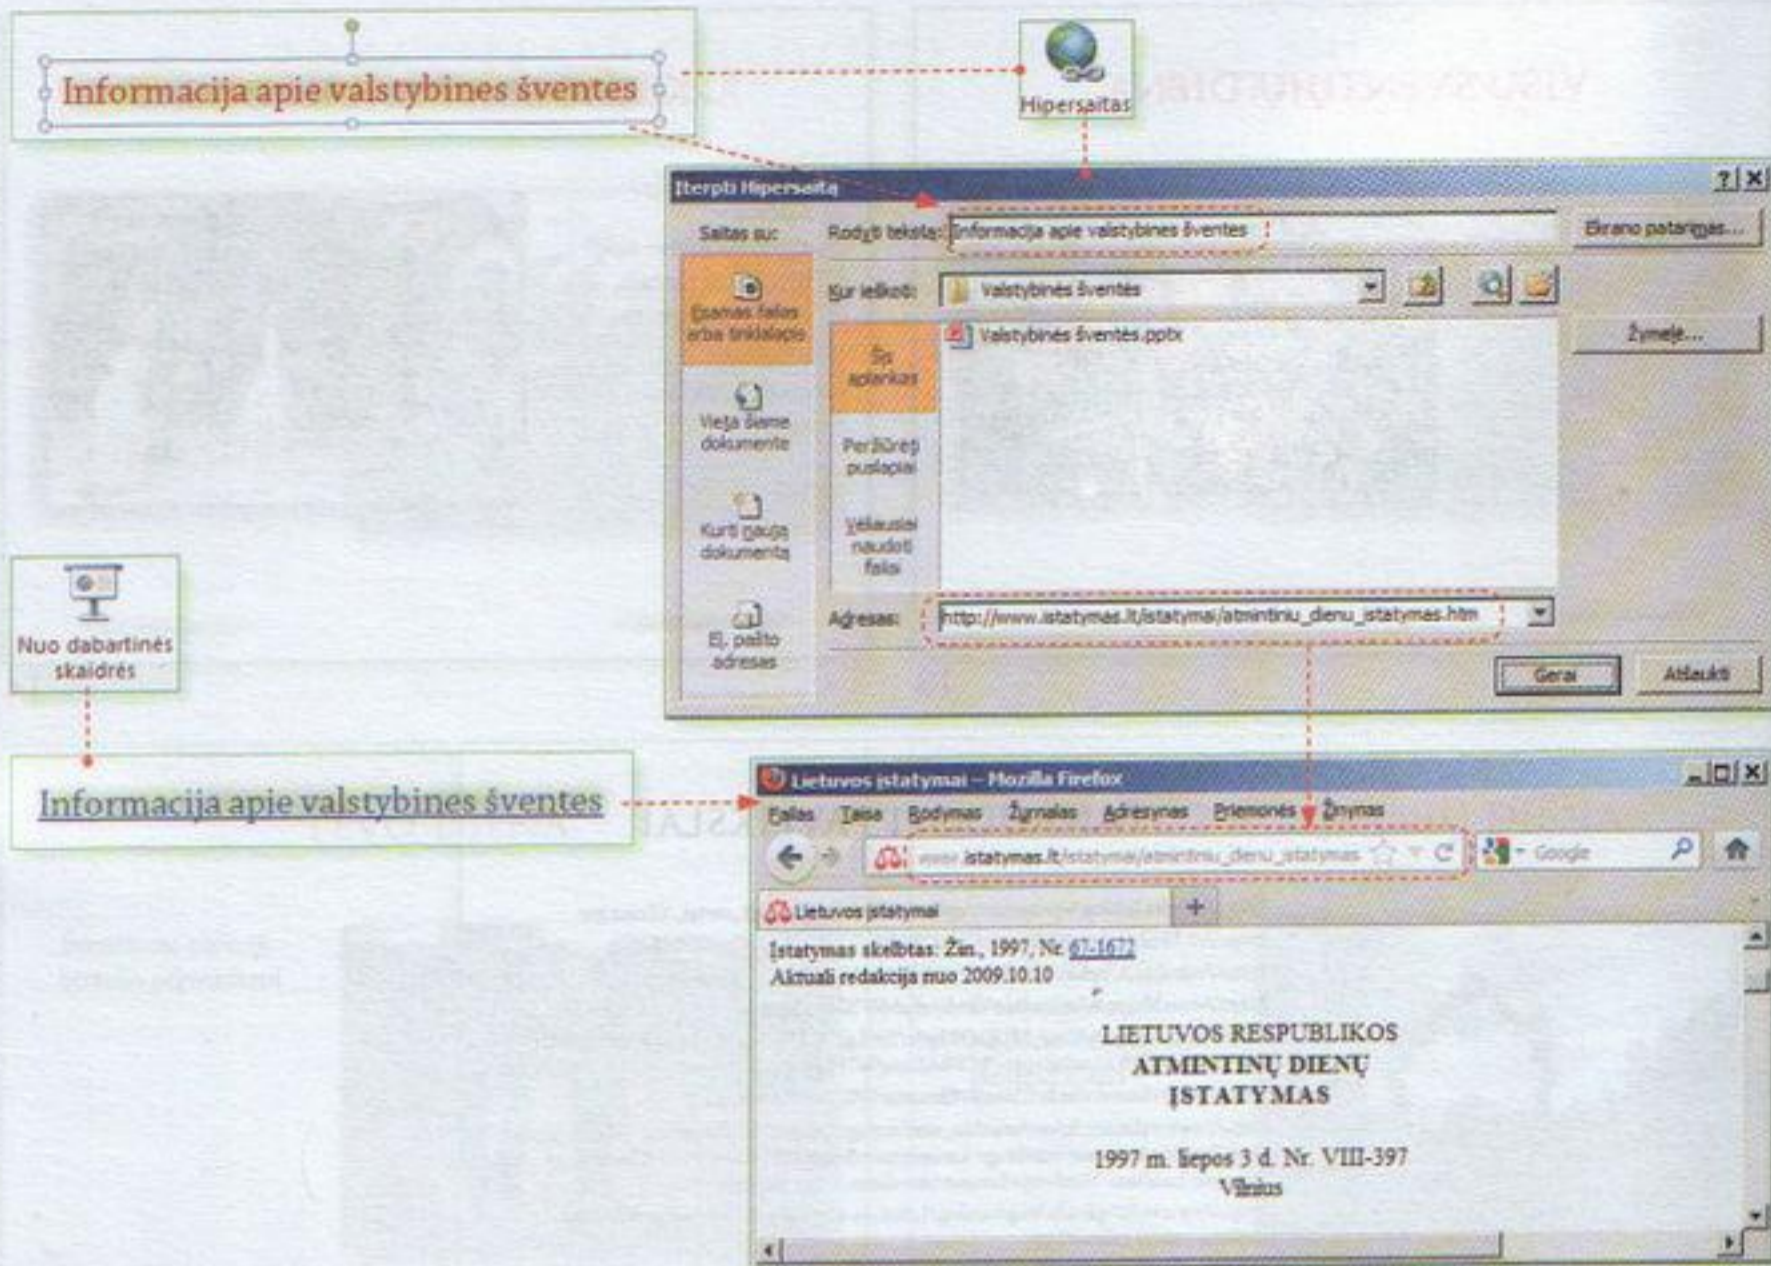 Informacija apie valstybines šventes
Hipersaitas
Įterpti Hipersaitą
Saitas su:
Rodyti tekstą:
Informacija apie valstybines šventes
Ekrano patarimas...
Esamas failas
arba tinklalapis
Kur ieškoti:
Valstybinės šventės
Šis
aplankas
Valstybinės šventės.pptx
Žymelė...
Vieta šiame
dokumente
Peržiūrėti
puslapiai
Kurti naują
dokumentą
Vėliausiai
naudoti
failai
El. pašto
adresas
Adresas:
http://www.istatymas.lt/istatymai/atmintiniu_dienu_istatymas.htm
Gerai
Atšaukti
Nuo dabartinės
skaidrės
Informacija apie valstybines šventes
Lietuvos įstatymai – Mozilla Firefox
Failas Taisa Rodymas Žurnalas Adresynas Priemonės Žinynas
www.istatymas.lt/istatymai/atmintiniu_dienu_istatymas
Google
Lietuvos įstatymai
Įstatymas skelbtas: Žin., 1997, Nr. 67-1672
Aktuali redakcija nuo 2009.10.10
LIETUVOS RESPUBLIKOS
ATMINTINŲ DIENŲ
ĮSTATYMAS
1997 m. liepos 3 d. Nr. VIII-397
Vilnius